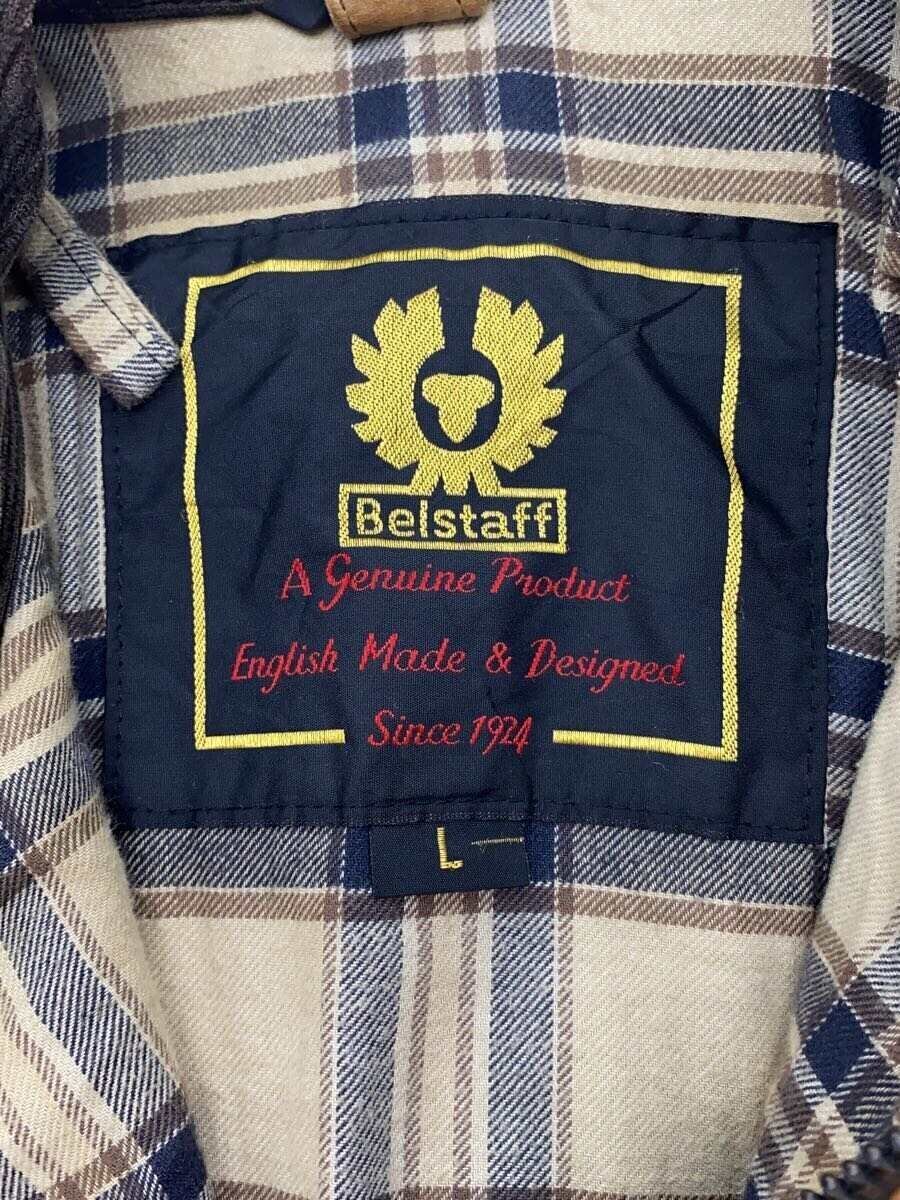 Belstaff
A Genuine Product
English Made & Designed
Since 1924
L